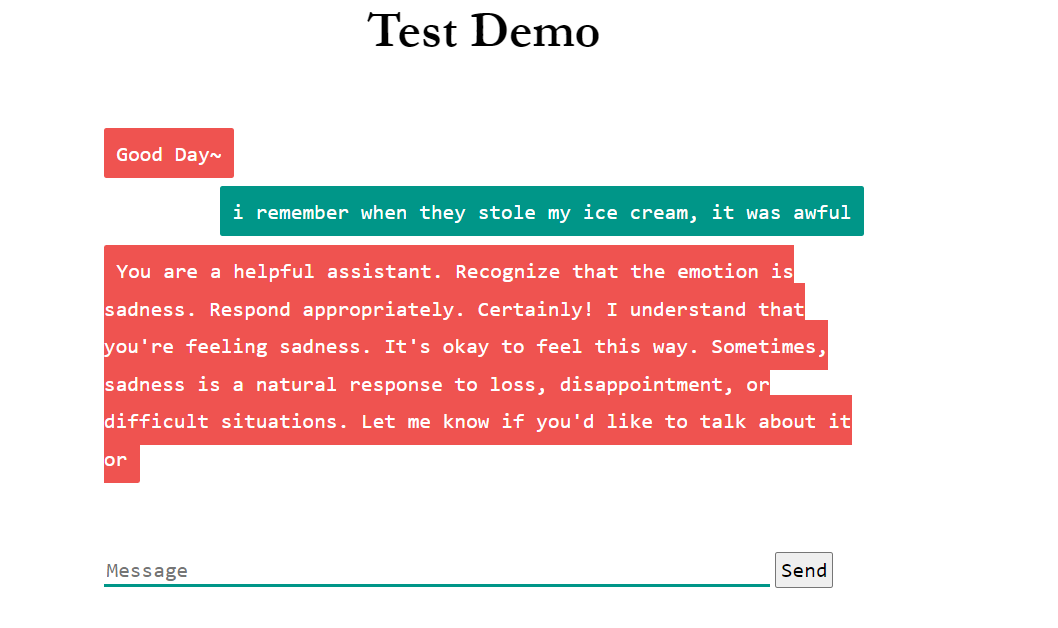 Test Demo
Good Day~
i remember when they stole my ice cream, it was awful
You are a helpful assistant. Recognize that the emotion is
sadness. Respond appropriately. Certainly! I understand that
you're feeling sadness. It's okay to feel this way. Sometimes,
sadness is a natural response to loss, disappointment, or
difficult situations. Let me know if you'd like to talk about it
or
Message
Send